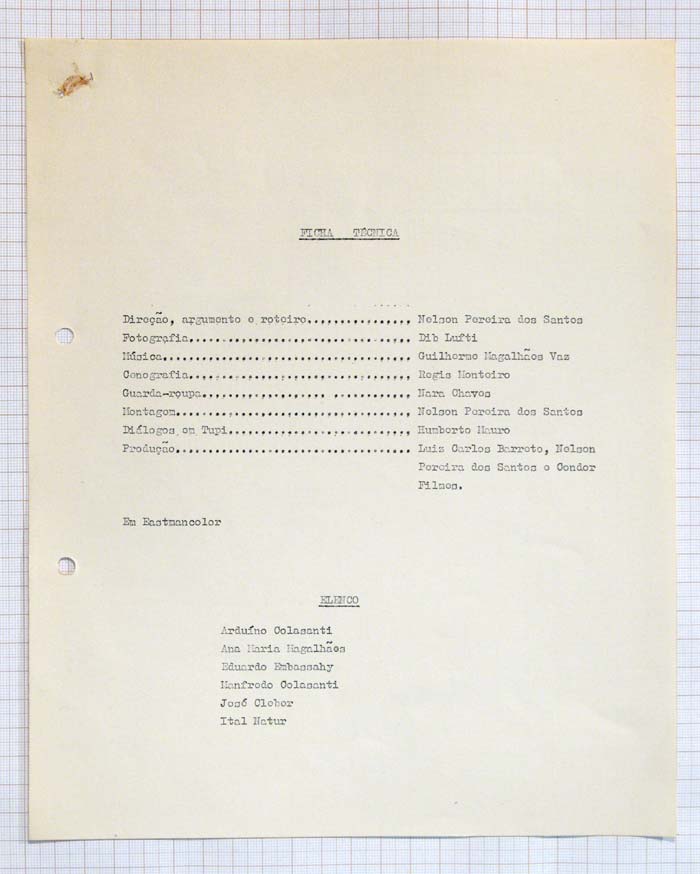 FICHA TÉCNICA
Direção, argumento e roteiro................ Nelson Pereira dos Santos
Fotografia.................................... Dib Lufti
Música........................................ Guilherme Magalhães Vaz
Cenografia.................................... Regis Monteiro
Guarda-roupa.................... ............ Nara Chaves
Montagem...................................... Nelson Pereira dos Santos
Diálogos em Tupi............................. Humberto Mauro
Produção...................................... Luiz Carlos Barreto, Nelson
Pereira dos Santos e Condor
Filmes.
Em Eastmancolor
ELENCO
Arduíno Colasanti
Ana Maria Magalhães
Eduardo Embassahy
Manfredo Colasanti
José Cleber
Ital Natur